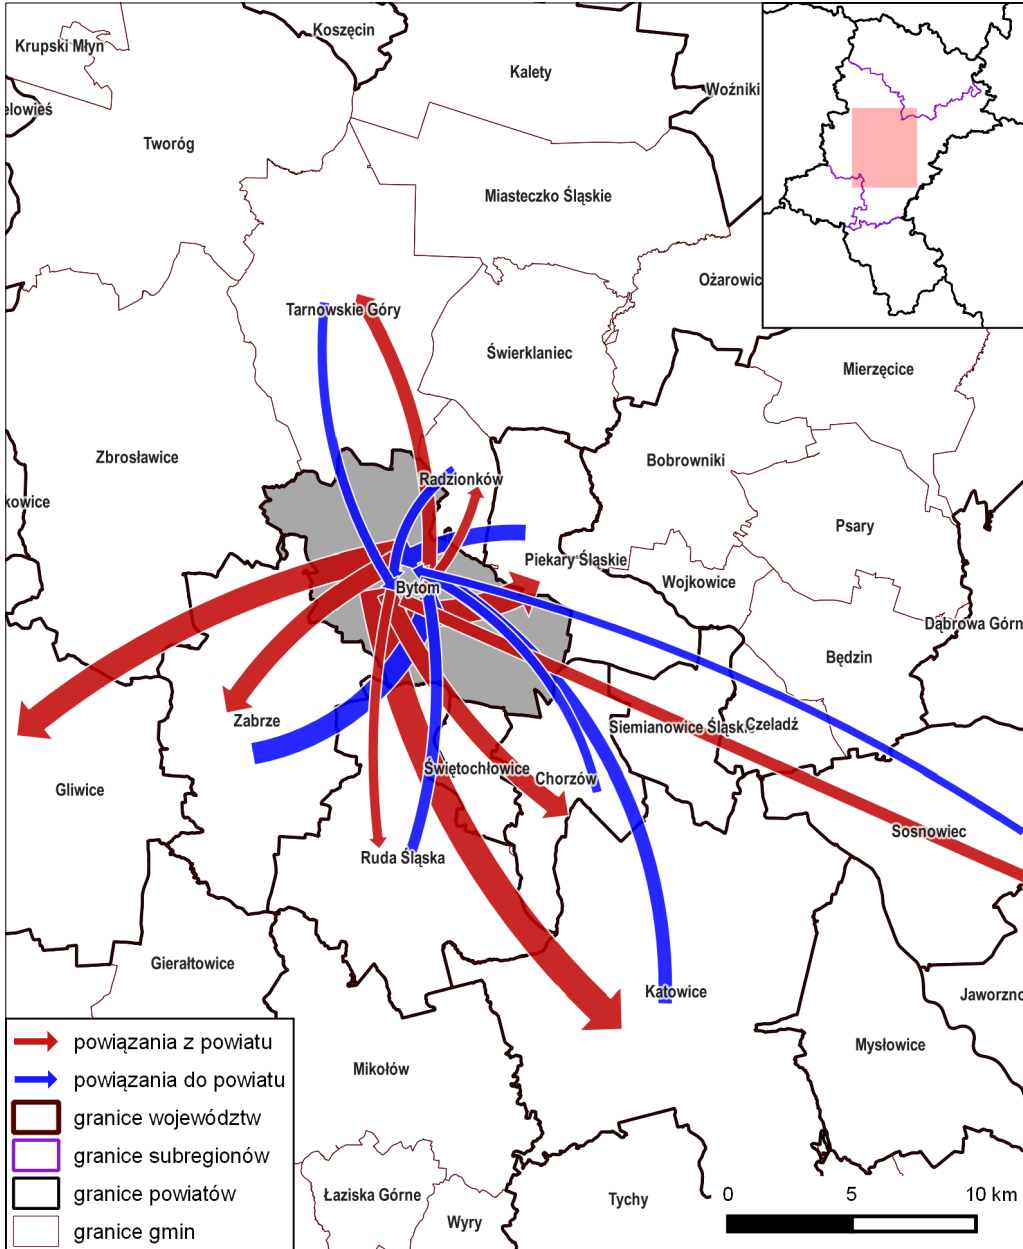 Koszęcin
Krupski Młyn
Kalety
Woźniki
elowieś
Tworóg
Miasteczko Śląskie
Ożarowic
Tarnowskie Góry
Świerklaniec
Mierzęcice
Zbrosławice
Bobrowniki
Radzionków
kowice
Psary
Piekary Śląskie
Wojkowice
Bytom
Dąbrowa Górn
Będzin
Zabrze
Siemianowice Śląsk
Czeladź
Świętochłowice
Chorzów
Gliwice
Sosnowiec
Ruda Śląska
Gierałtowice
Katowice
Jaworzno
Mysłowice
Mikołów
Łaziska Górne
Tychy
Wyry
powiązania z powiatu
powiązania do powiatu
granice województw
granice subregionów
granice powiatów
granice gmin
0 5 10 km